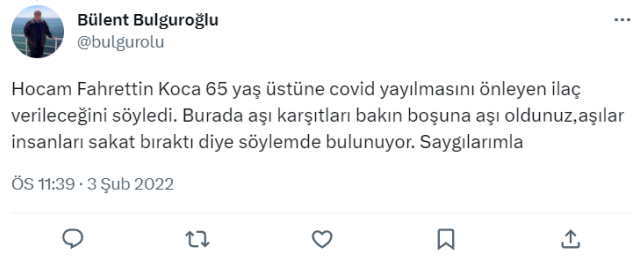 Bülent Bulguroğlu
@bulgurolu
Hocam Fahrettin Koca 65 yaş üstüne covid yayılmasını önleyen ilaç
verileceğini söyledi. Burada aşı karşıtları bakın boşuna aşı oldunuz,aşılar
insanları sakat bıraktı diye söylemde bulunuyor. Saygılarımla
ÖS 11:39 · 3 Şub 2022